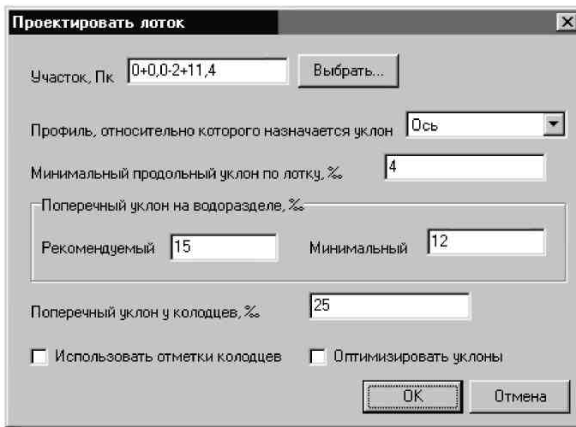 Проектировать лоток
Участок, Пк 0+0,0-2+11,4 Выбрать...
Профиль, относительно которого назначается уклон Ось
Минимальный продольный уклон по лотку, ‰ 4
Поперечный уклон на водоразделе, ‰
Рекомендуемый 15 Минимальный 12
Поперечный уклон у колодцев, ‰ 25
Использовать отметки колодцев Оптимизировать уклоны
OK Отмена